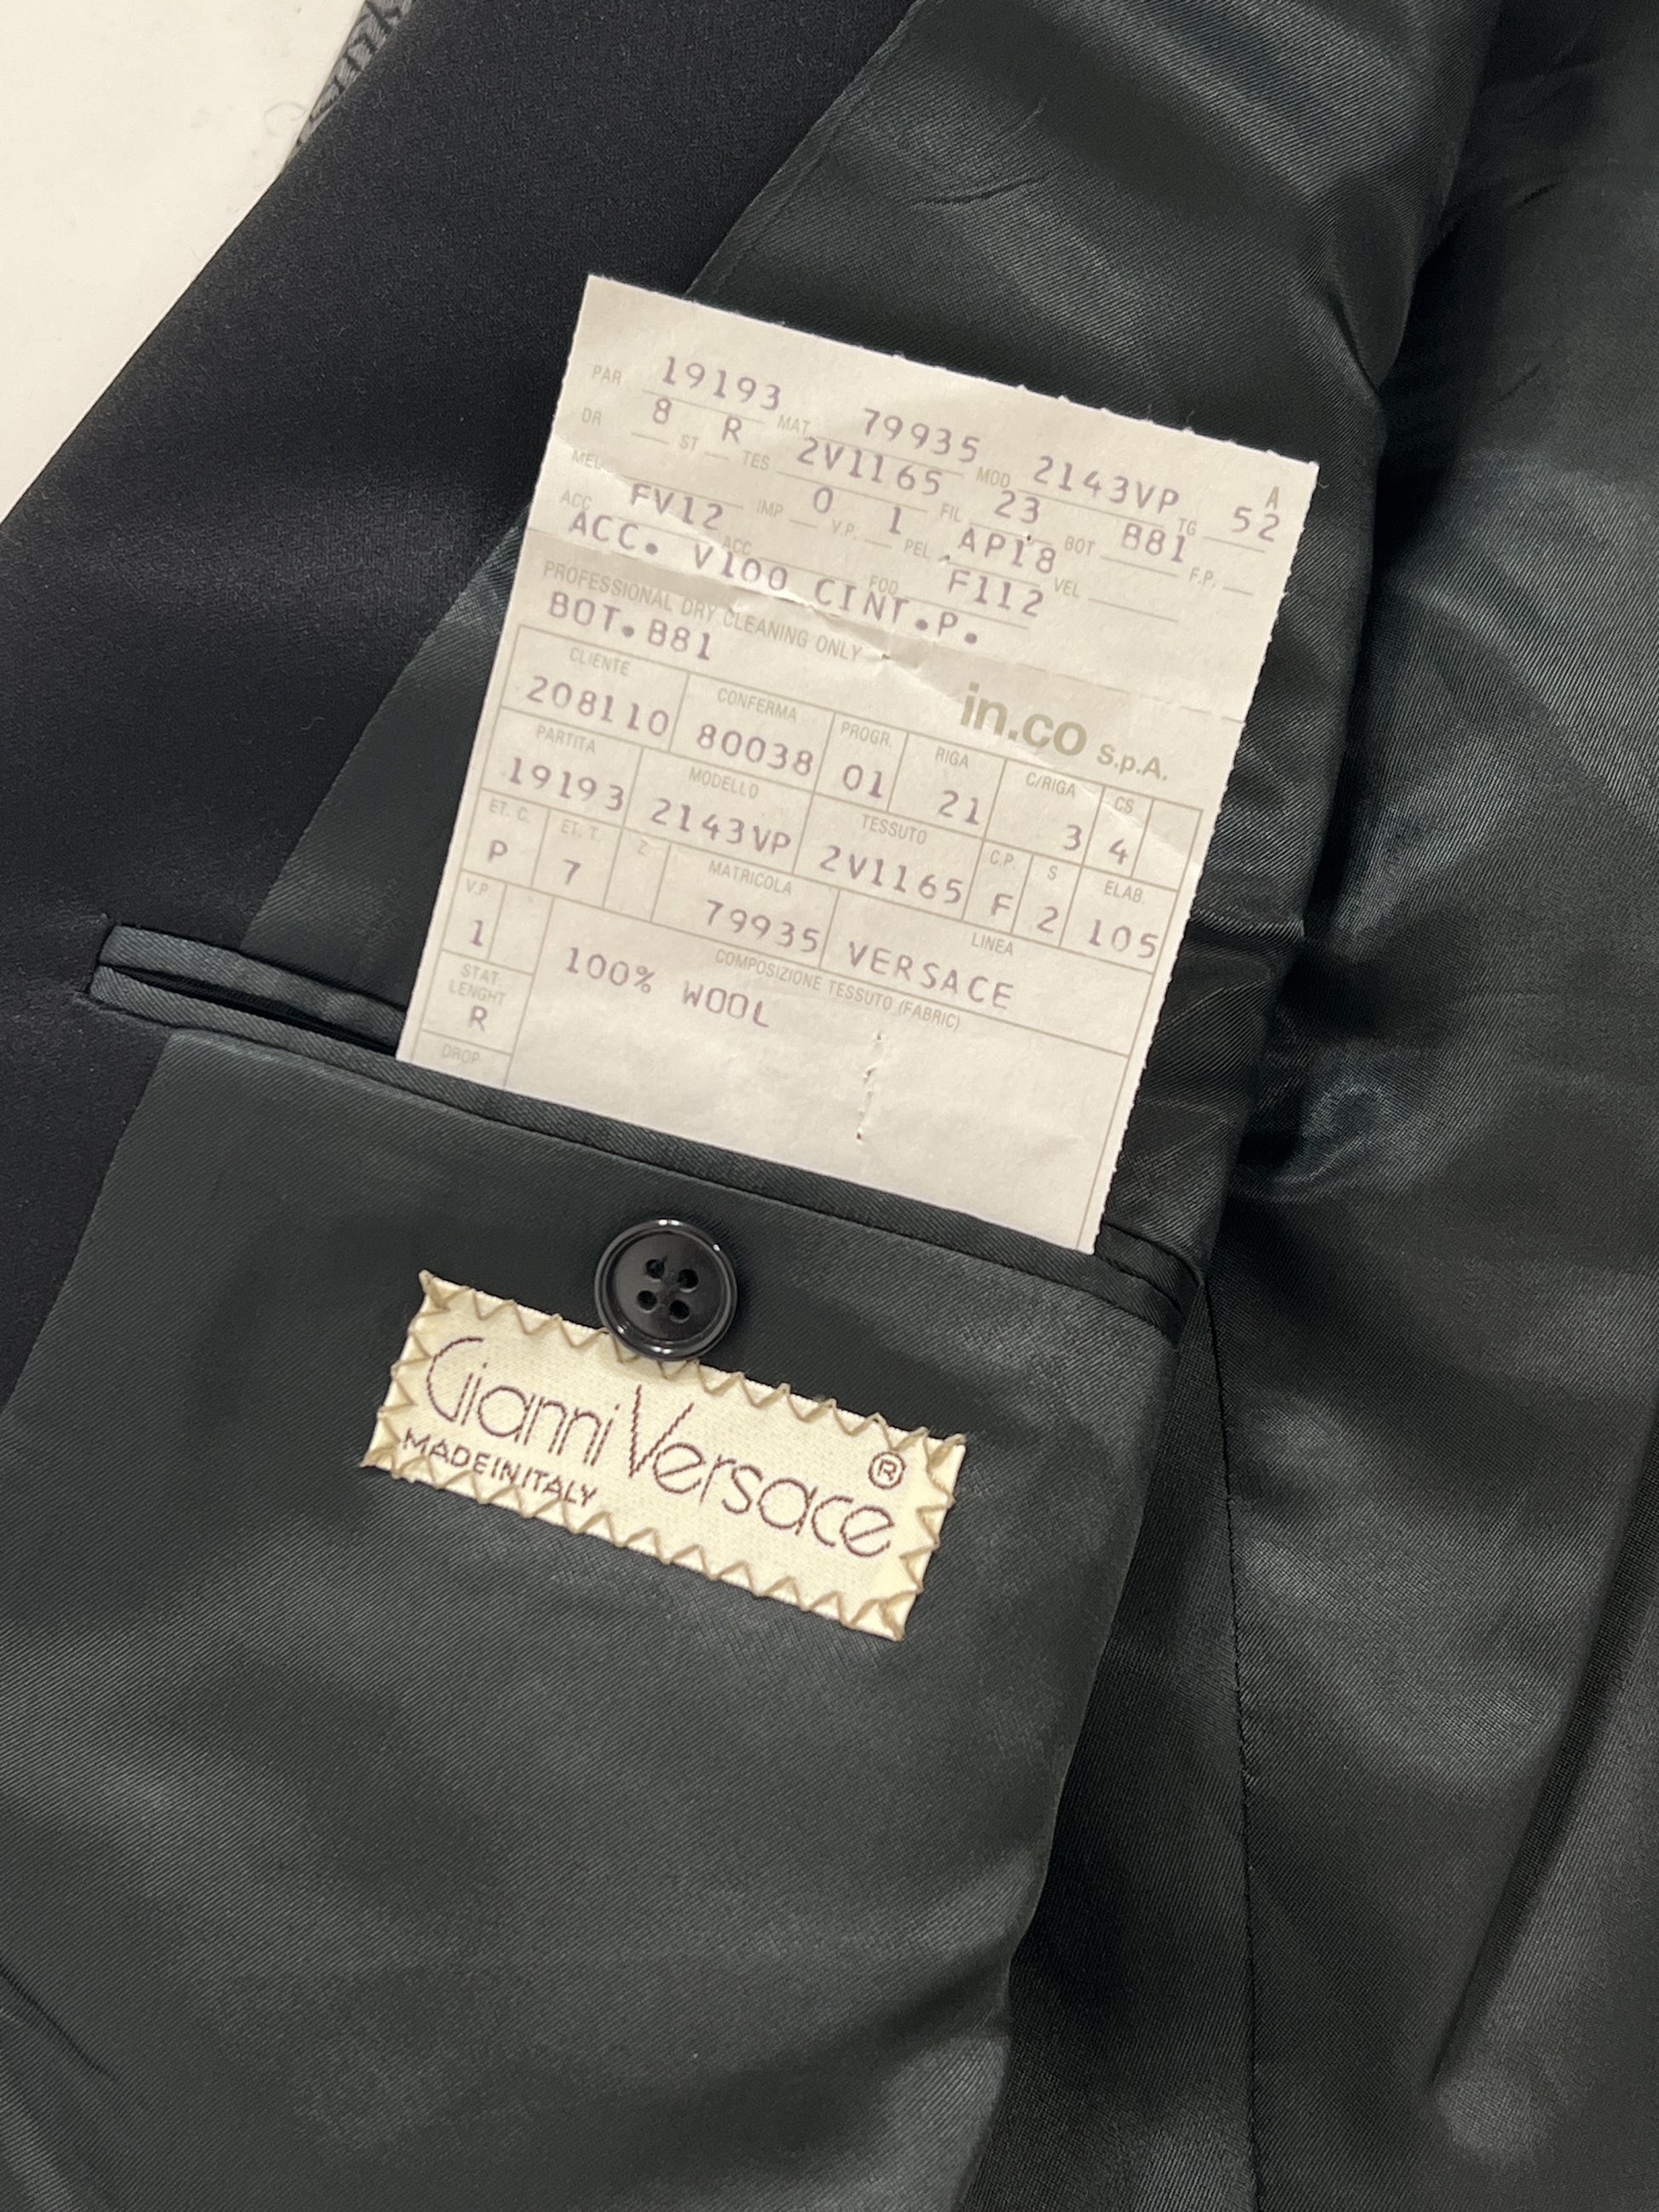 PAR 19193 MAT 79935 MOD 2143VP TG A 52
DR 8 ST R TES 2V1165 FIL 23 BOT B81 F.P.
MEL FV12 IMP 0 V.P. 1 PEL AP18 VEL
ACC. ACC FOD F112
ACC. V100 CINT.P.
PROFESSIONAL DRY CLEANING ONLY
BOT.B81
in.co S.p.A.
CLIENTE CONFERMA PROGR. RIGA C/RIGA CS
208110 80038 01 21 3 4
PARTITA MODELLO TESSUTO C.P. S ELAB.
19193 2143VP 2V1165 F 2 105
ET. C. ET. T. Z MATRICOLA LINEA
P 7 79935 VERSACE
V.P COMPOSIZIONE TESSUTO (FABRIC)
1 100% WOOL
STAT.
LENGHT
R
DROP
Gianni Versace ®
MADE IN ITALY